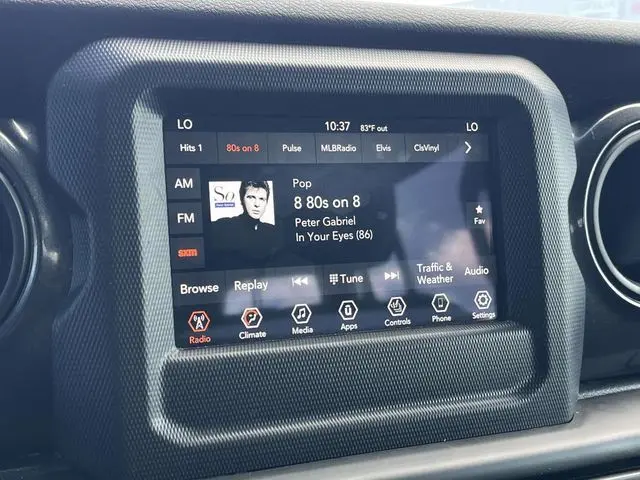 LO 10:37 83°F out LO
Hits 1 80s on 8 Pulse MLBRadio Elvis ClsVinyl
AM
FM
SXM
So
Pop
8 80s on 8
Peter Gabriel
In Your Eyes (86)
Fav
Browse Replay Tune Traffic & Weather Audio
Radio Climate Media Apps Controls Phone Settings